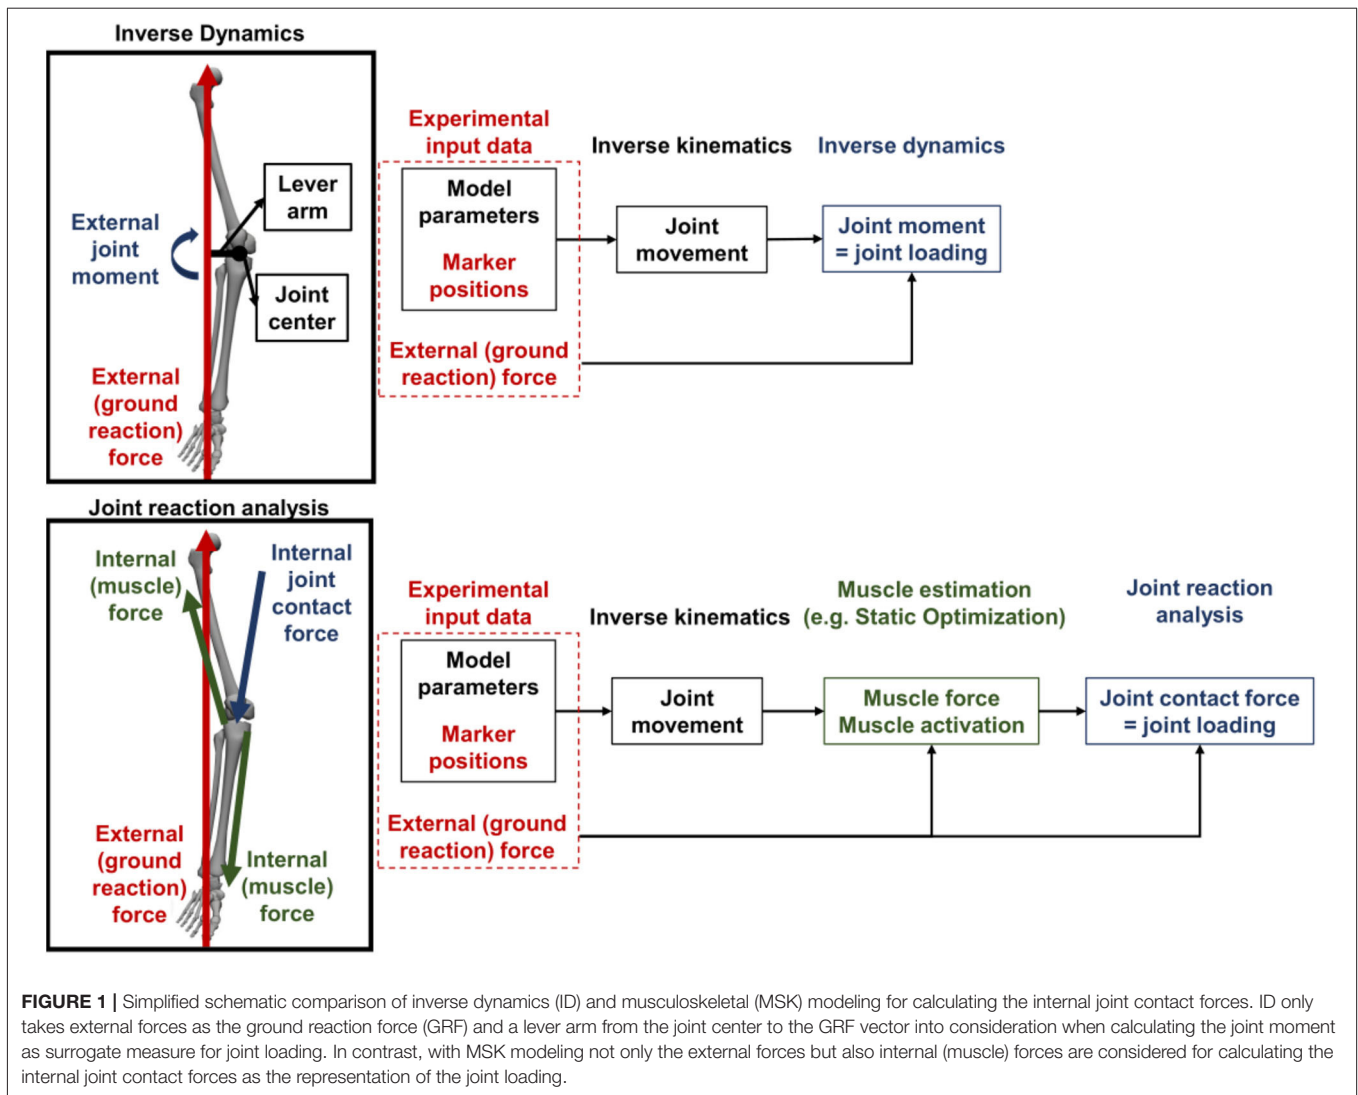 Inverse Dynamics
Lever
arm
External
joint
moment
Joint
center
External
(ground
reaction)
force
Experimental
input data
Inverse kinematics
Inverse dynamics
Model
parameters
Marker
positions
Joint
movement
Joint moment
= joint loading
External (ground
reaction) force
Joint reaction analysis
Internal
(muscle)
force
Internal
joint
contact
force
External
(ground
reaction)
force
Internal
(muscle)
force
Experimental
input data
Inverse kinematics
Muscle estimation
(e.g. Static Optimization)
Joint reaction
analysis
Model
parameters
Marker
positions
Joint
movement
Muscle force
Muscle activation
Joint contact force
= joint loading
External (ground
reaction) force
FIGURE 1 | Simplified schematic comparison of inverse dynamics (ID) and musculoskeletal (MSK) modeling for calculating the internal joint contact forces. ID only
takes external forces as the ground reaction force (GRF) and a lever arm from the joint center to the GRF vector into consideration when calculating the joint moment
as surrogate measure for joint loading. In contrast, with MSK modeling not only the external forces but also internal (muscle) forces are considered for calculating the
internal joint contact forces as the representation of the joint loading.